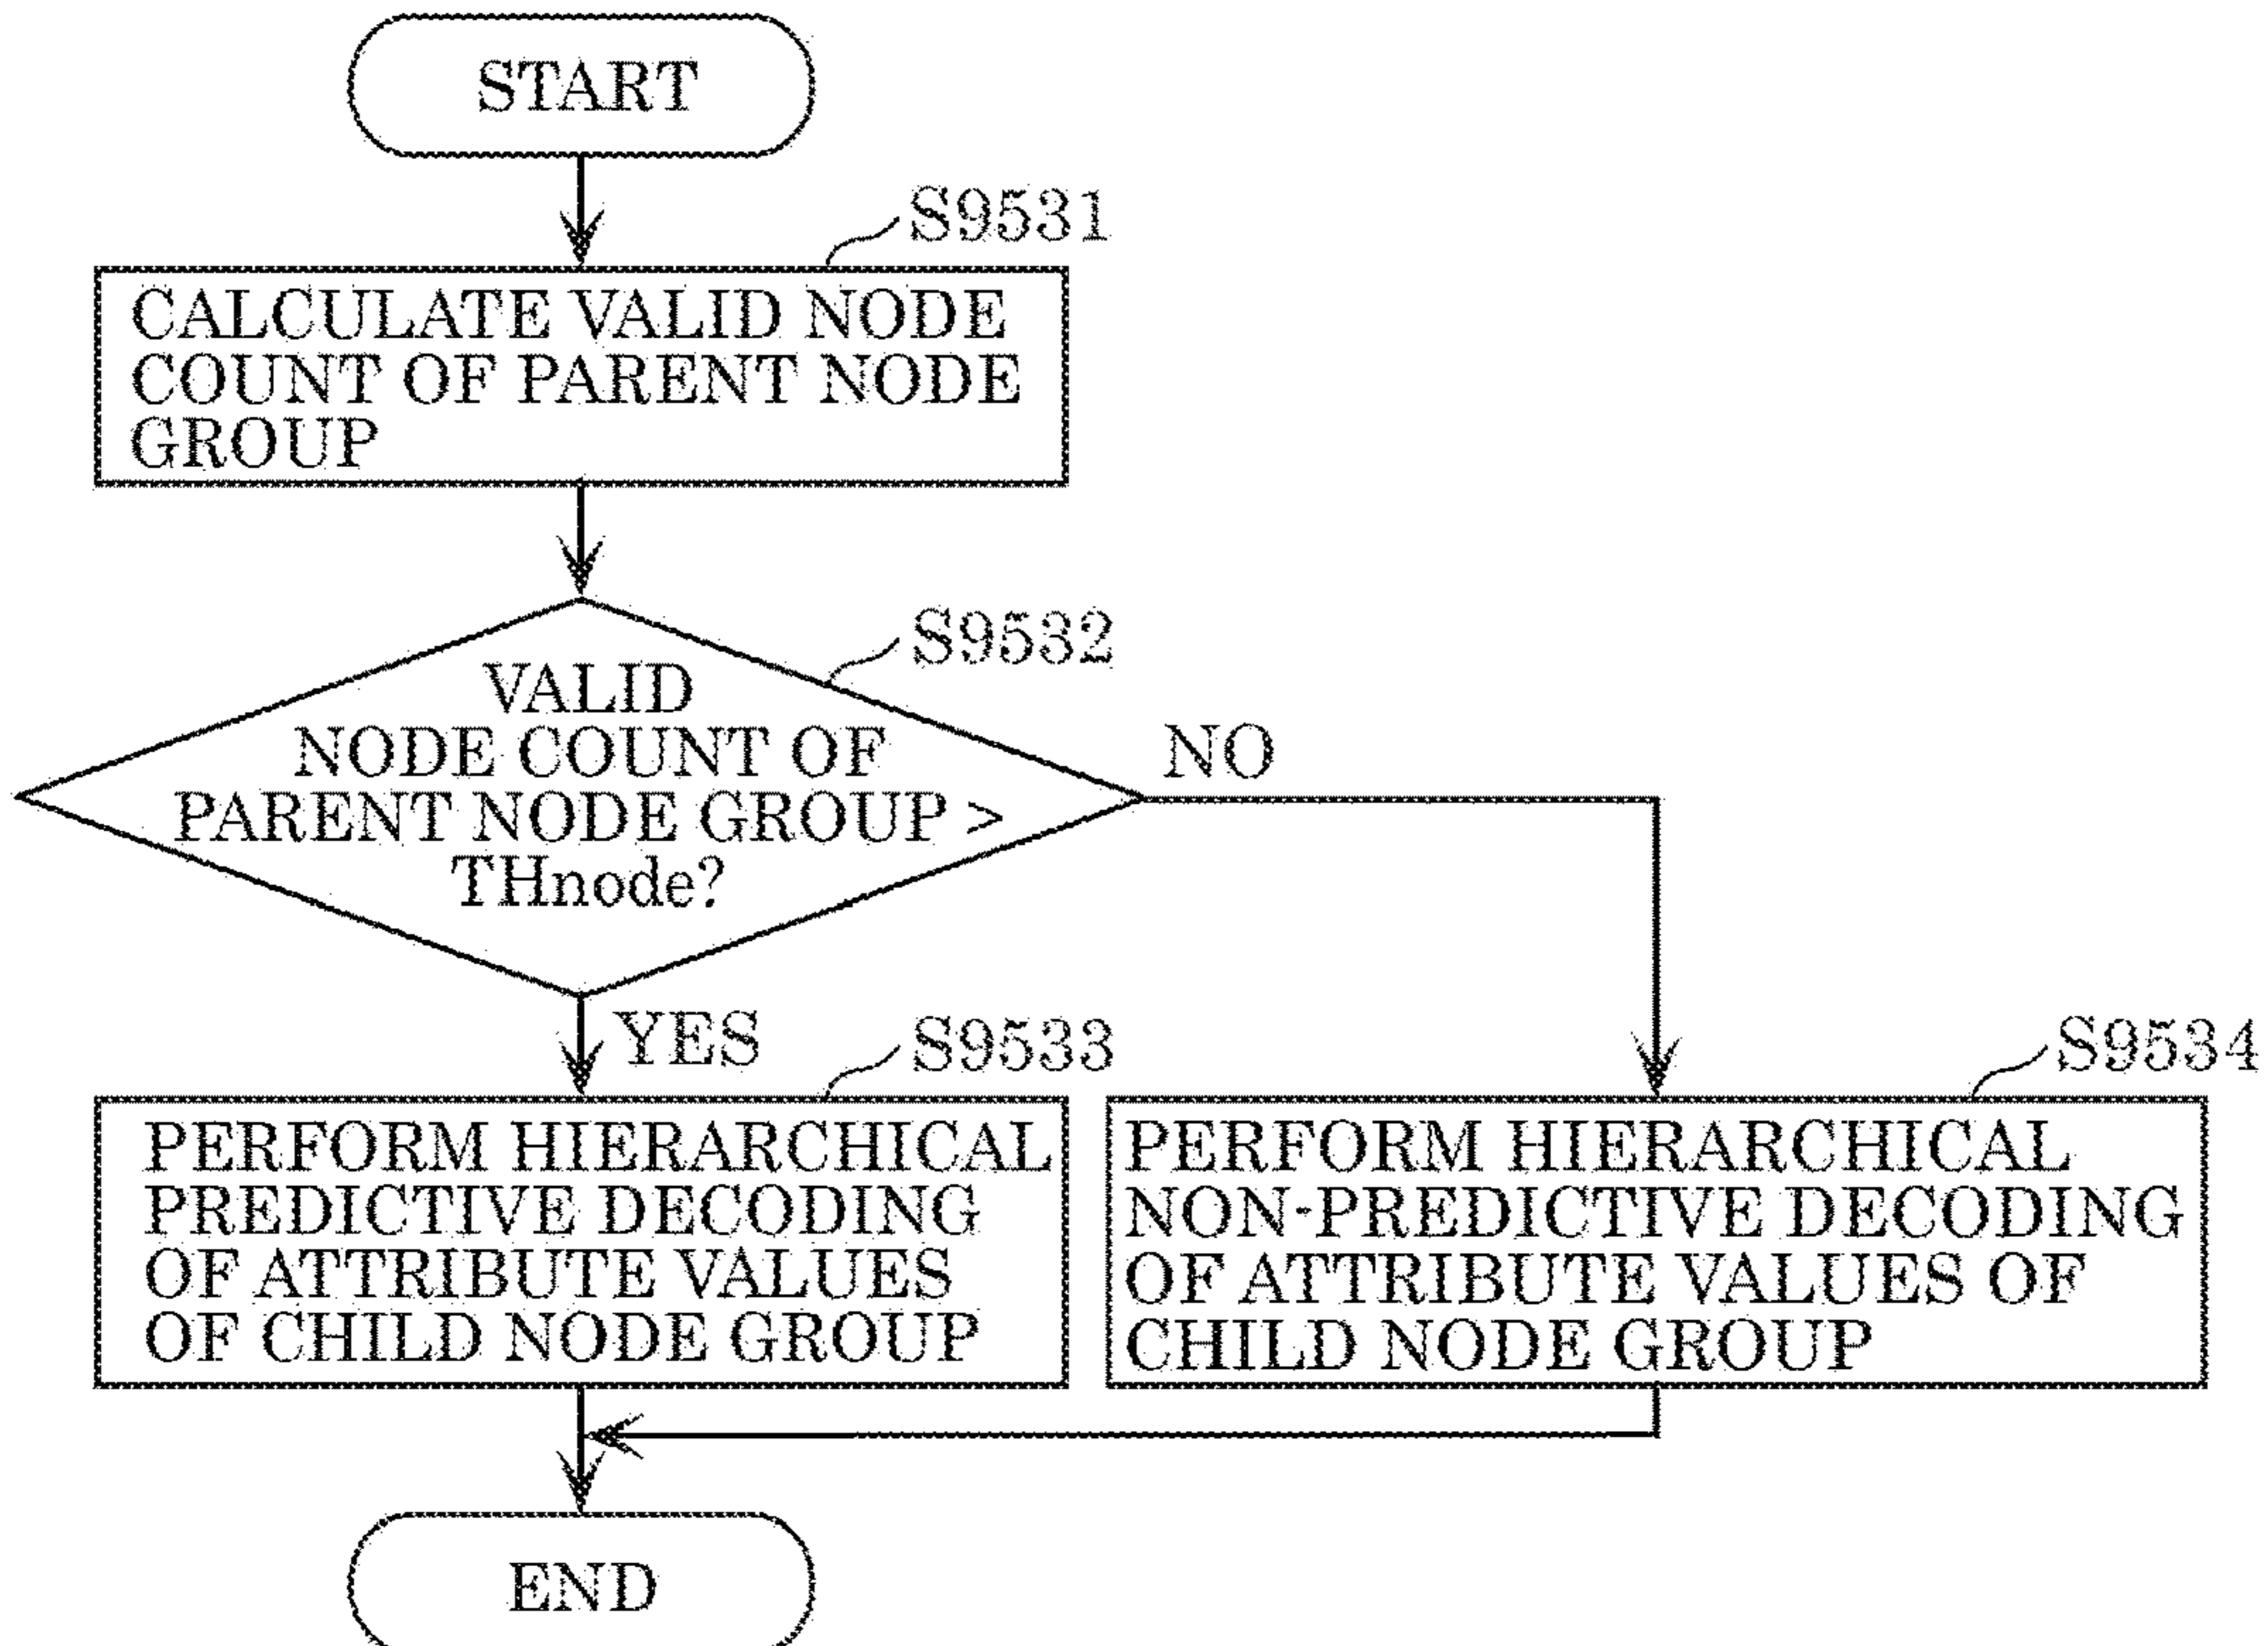 START
S9531
CALCULATE VALID NODE
COUNT OF PARENT NODE
GROUP
S9532
VALID
NODE COUNT OF
PARENT NODE GROUP >
THnode?
NO
YES
S9533
PERFORM HIERARCHICAL
PREDICTIVE DECODING
OF ATTRIBUTE VALUES
OF CHILD NODE GROUP
S9534
PERFORM HIERARCHICAL
NON-PREDICTIVE DECODING
OF ATTRIBUTE VALUES OF
CHILD NODE GROUP
END